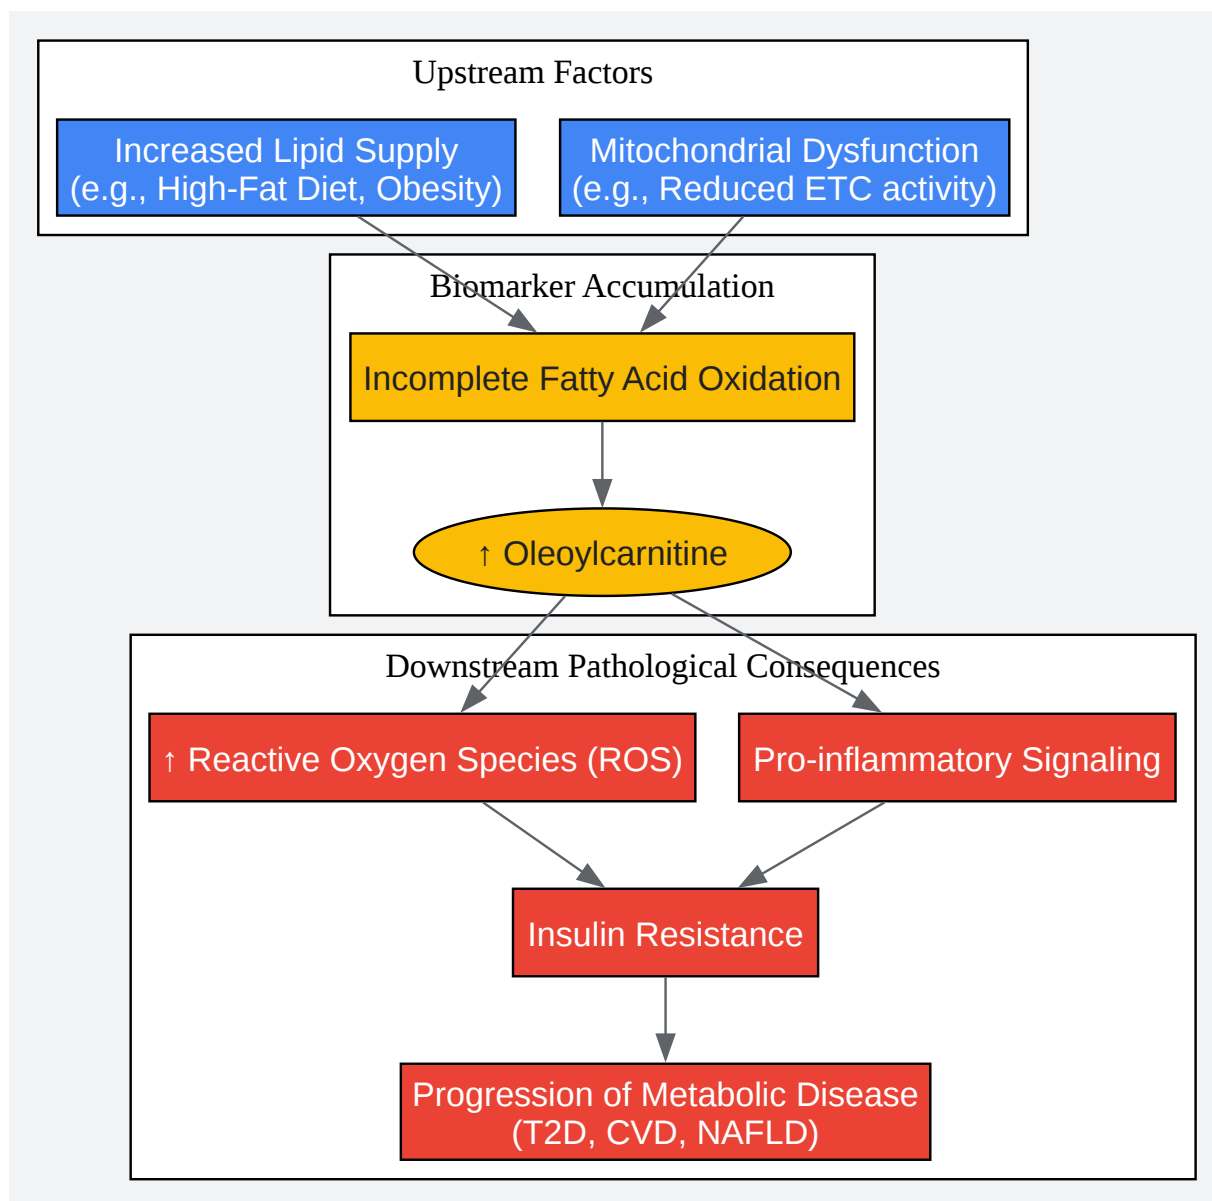 Upstream Factors
Increased Lipid Supply
(e.g., High-Fat Diet, Obesity)
Mitochondrial Dysfunction
(e.g., Reduced ETC activity)
Biomarker Accumulation
Incomplete Fatty Acid Oxidation
↑ Oleoylcarnitine
Downstream Pathological Consequences
↑ Reactive Oxygen Species (ROS)
Pro-inflammatory Signaling
Insulin Resistance
Progression of Metabolic Disease
(T2D, CVD, NAFLD)